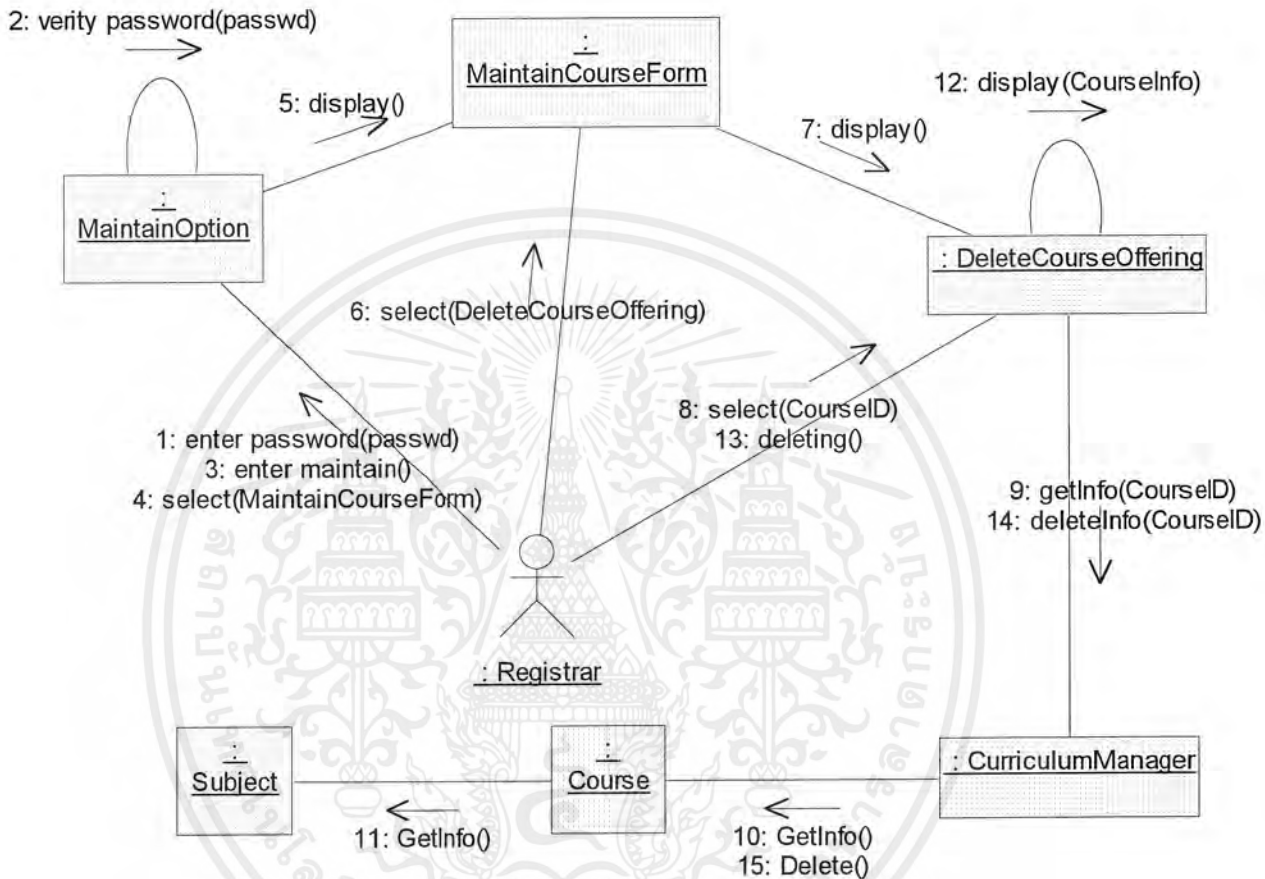 2: verity password(passwd)
:
MaintainCourseForm
12: display(CourseInfo)
5: display()
7: display()
:
MaintainOption
: DeleteCourseOffering
6: select(DeleteCourseOffering)
8: select(CourseID)
13: deleting()
1: enter password(passwd)
3: enter maintain()
4: select(MaintainCourseForm)
9: getInfo(CourseID)
14: deleteInfo(CourseID)
: Registrar
:
Subject
:
Course
: CurriculumManager
11: GetInfo()
10: GetInfo()
15: Delete()